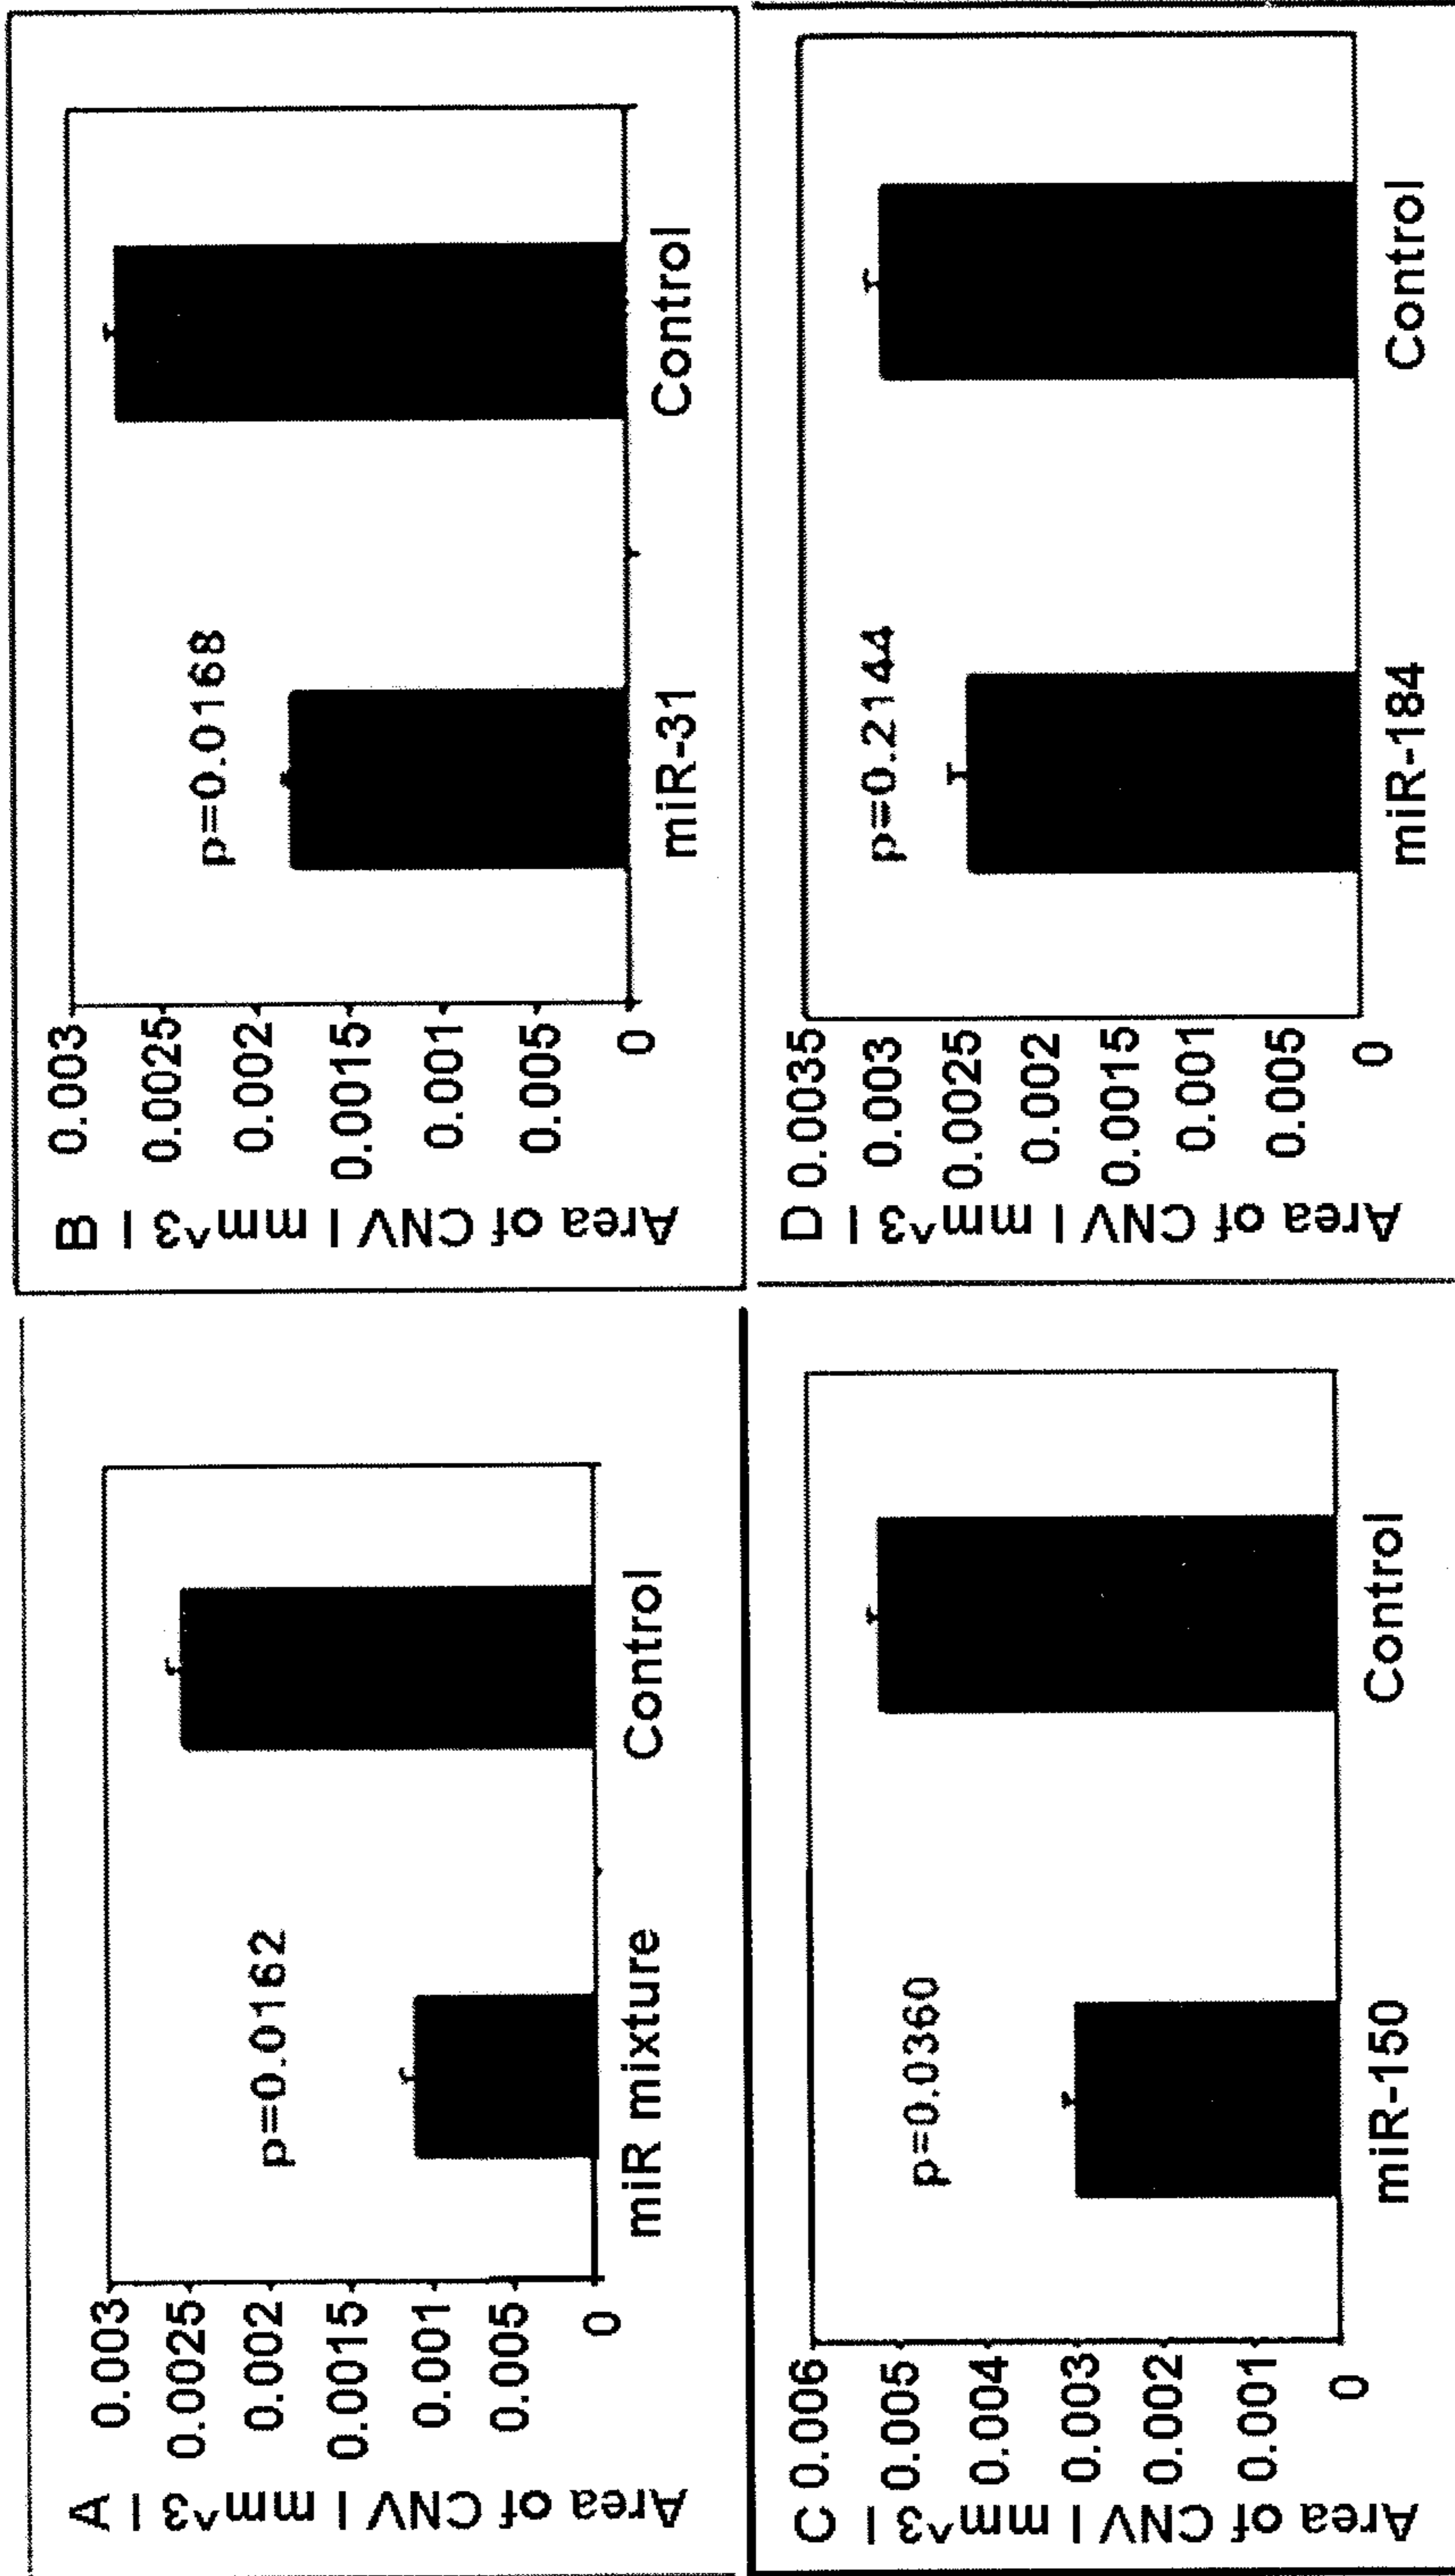 A
Area of CNV I mm^3 I
0.003
0.0025
0.002
0.0015
0.001
0.005
0
p=0.0162
miR mixture
Control
B
Area of CNV I mm^3 I
0.003
0.0025
0.002
0.0015
0.001
0.005
0
p=0.0168
miR-31
Control
C
Area of CNV I mm^3 I
0.006
0.005
0.004
0.003
0.002
0.001
0
p=0.0360
miR-150
Control
D
Area of CNV I mm^3 I
0.0035
0.003
0.0025
0.002
0.0015
0.001
0.005
0
p=0.2144
miR-184
Control